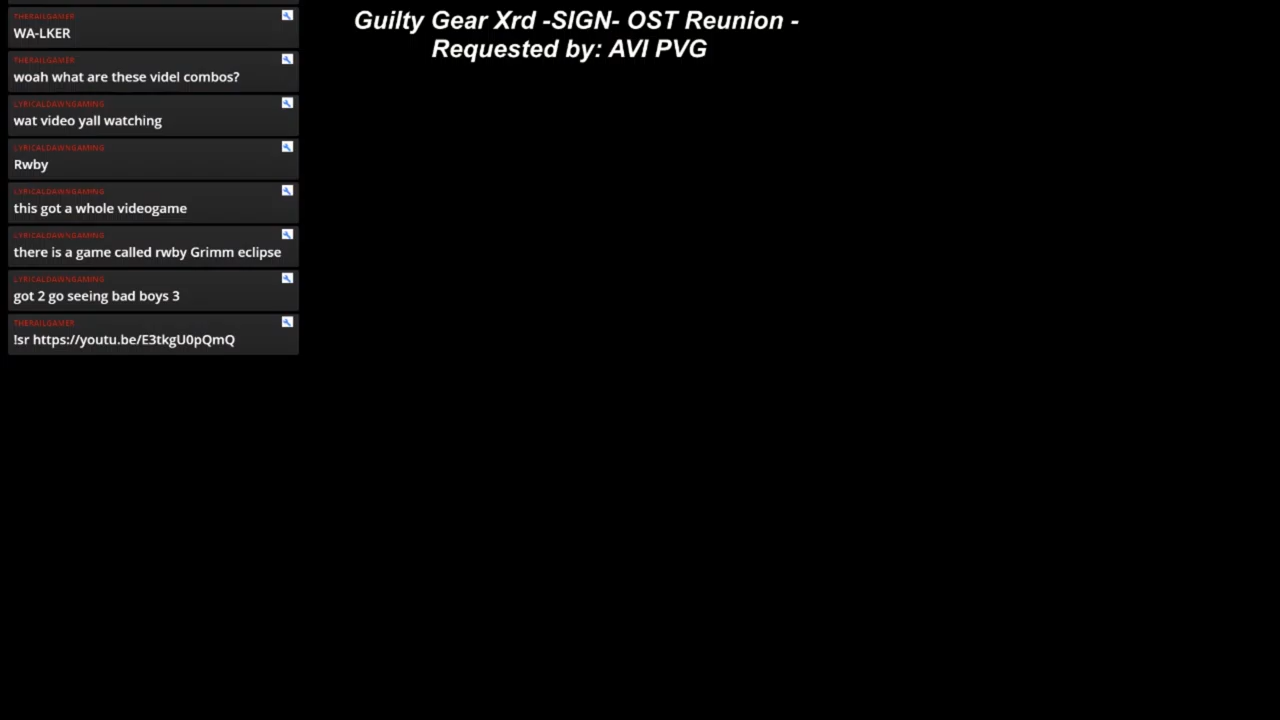 THERAILGAMER
WA-LKER
THERAILGAMER
woah what are these videl combos?
LYRICALDAWNGAMING
wat video yall watching
LYRICALDAWNGAMING
Rwby
LYRICALDAWNGAMING
this got a whole videogame
LYRICALDAWNGAMING
there is a game called rwby Grimm eclipse
LYRICALDAWNGAMING
got 2 go seeing bad boys 3
THERAILGAMER
!sr https://youtu.be/E3tkgU0pQmQ
Guilty Gear Xrd -SIGN- OST Reunion -
Requested by: AVI PVG